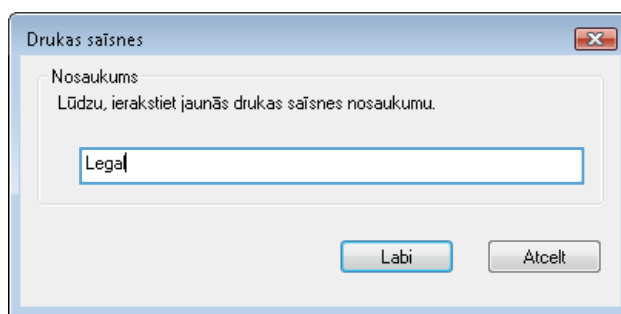 Drukas saīsnes
Nosaukums
Lūdzu, ierakstiet jaunās drukas saīsnes nosaukumu.
Legal
Labi
Atcelt